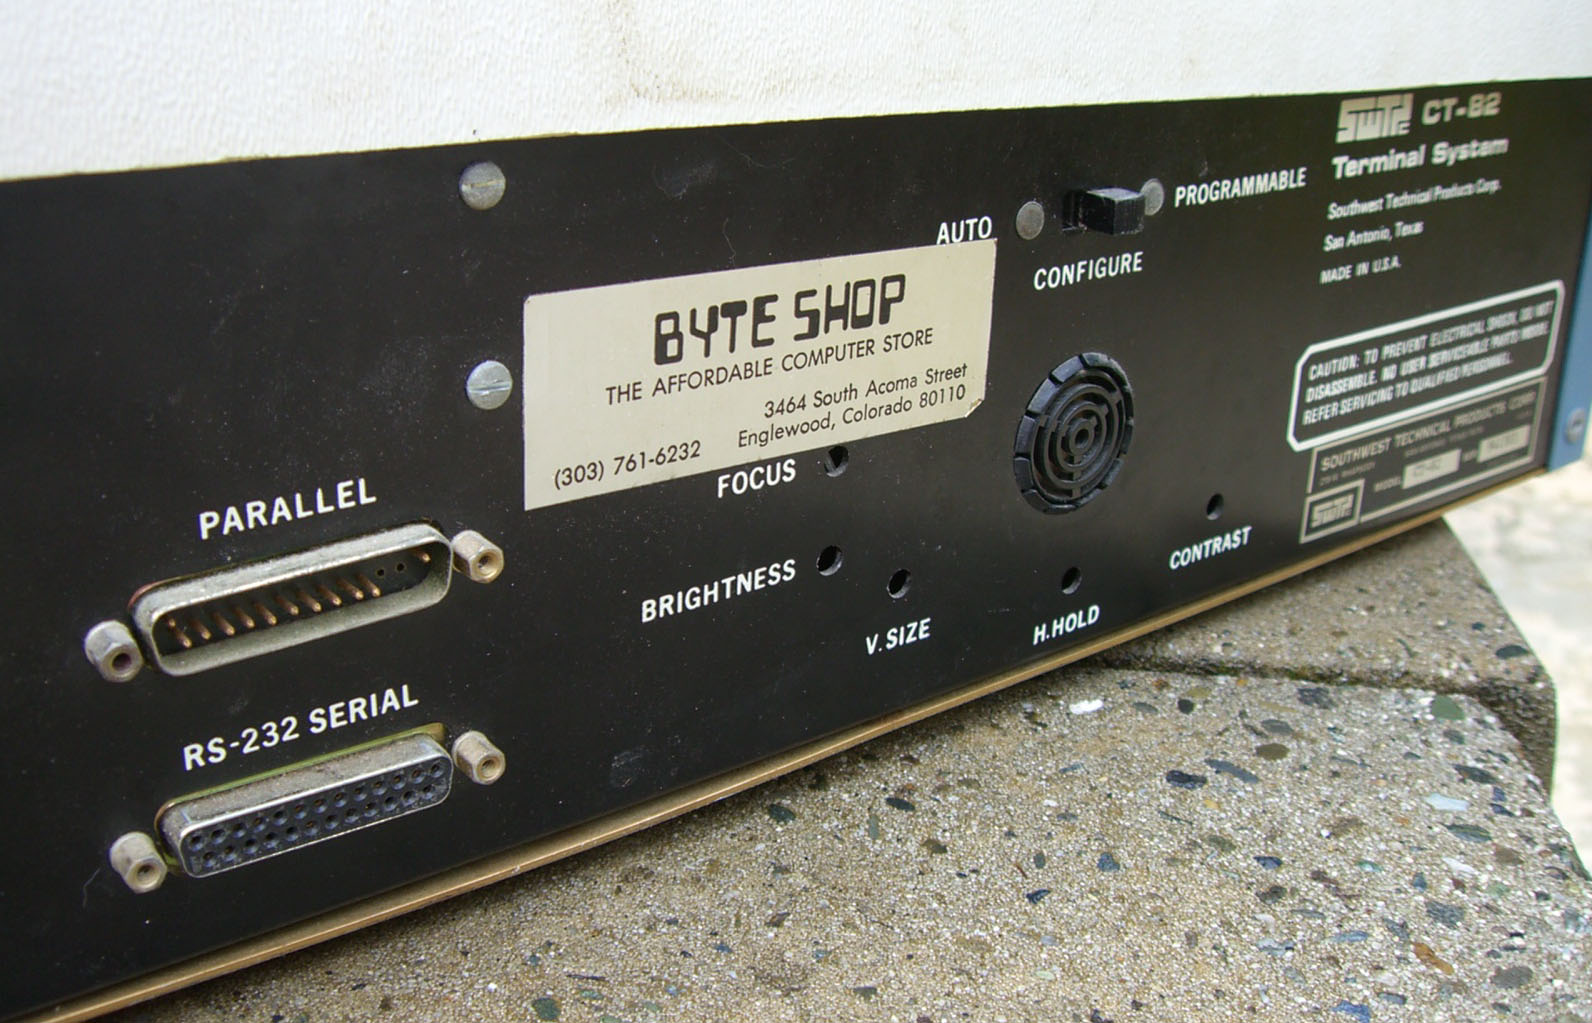 SWTPC CT-82
Terminal System
Southwest Technical Products Corp.
San Antonio, Texas
MADE IN U.S.A.
AUTO
PROGRAMMABLE
CONFIGURE
BYTE SHOP
THE AFFORDABLE COMPUTER STORE
3464 South Acoma Street
(303) 761-6232 Englewood, Colorado 80110
CAUTION: TO PREVENT ELECTRICAL SHOCK, DO NOT
DISASSEMBLE. NO USER SERVICEABLE PARTS INSIDE.
REFER SERVICING TO QUALIFIED PERSONNEL.
SOUTHWEST TECHNICAL PRODUCTS CORP.
MODEL
SWTPC
PARALLEL
FOCUS
BRIGHTNESS
V.SIZE
H.HOLD
CONTRAST
RS-232 SERIAL